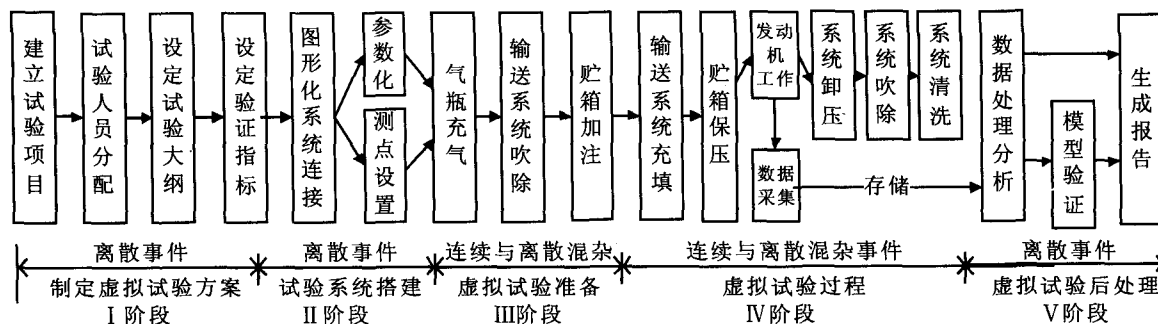 建立试验项目
试验人员分配
设定试验大纲
设定验证指标
图形化系统连接
参数化
测点设置
气瓶充气
输送系统吹除
贮箱加注
输送系统充填
贮箱保压
发动
机
工作
数据
采集
系统卸压
系统吹除
系统清洗
存储
数据处理分析
模型验证
生成报告
离散事件
离散事件
连续与离散混杂
连续与离散混杂事件
离散事件
制定虚拟试验方案
试验系统搭建
虚拟试验准备
虚拟试验过程
虚拟试验后处理
Ⅰ阶段
Ⅱ阶段
Ⅲ阶段
Ⅳ阶段
Ⅴ阶段